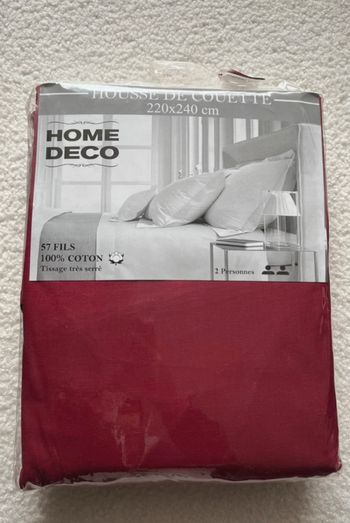 HOUSSE DE COUETTE
220x240 cm
HOME
DECO
57 FILS
100% COTON
Tissage très serré
2 Personnes